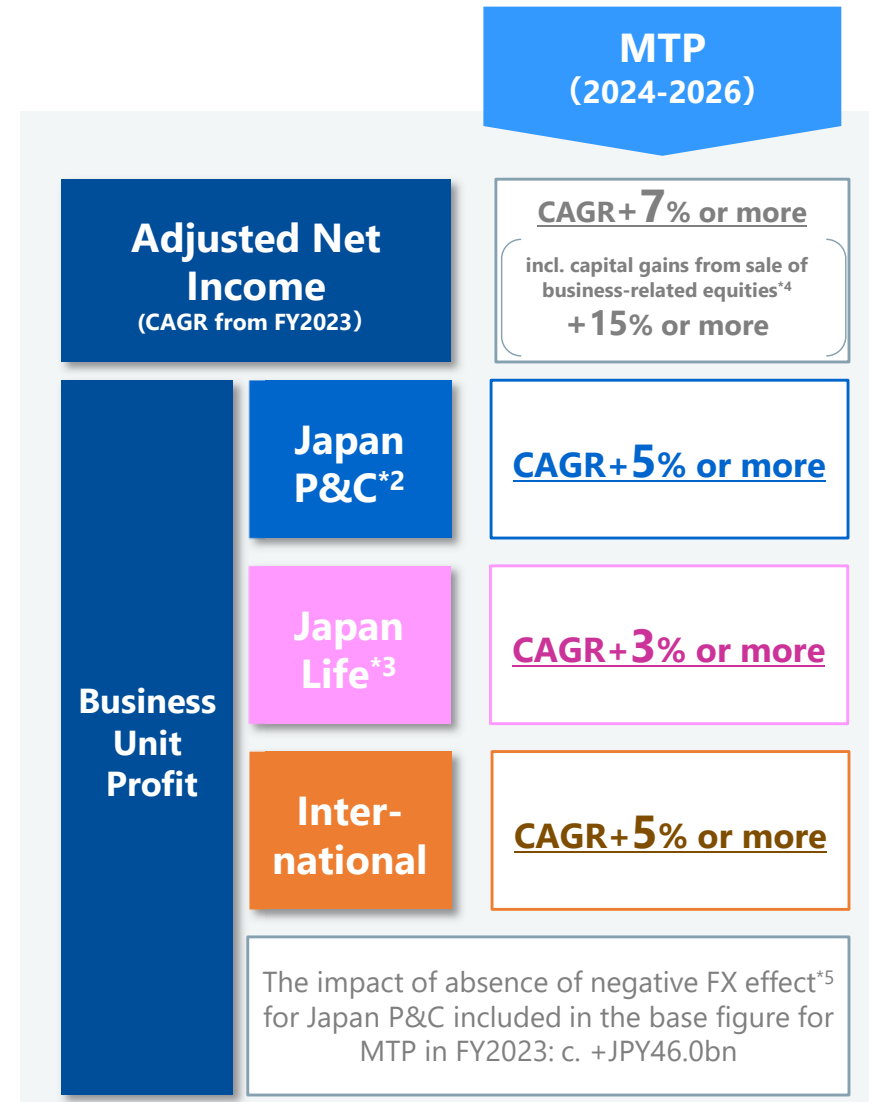 MTP
（2024-2026）
Adjusted Net
Income
(CAGR from FY2023）
CAGR+7% or more
incl. capital gains from sale of
business-related equities*4
+15% or more
Business
Unit
Profit
Japan
P&C*2
CAGR+5% or more
Japan
Life*3
CAGR+3% or more
Inter-
national
CAGR+5% or more
The impact of absence of negative FX effect*5
for Japan P&C included in the base figure for
MTP in FY2023: c. +JPY46.0bn